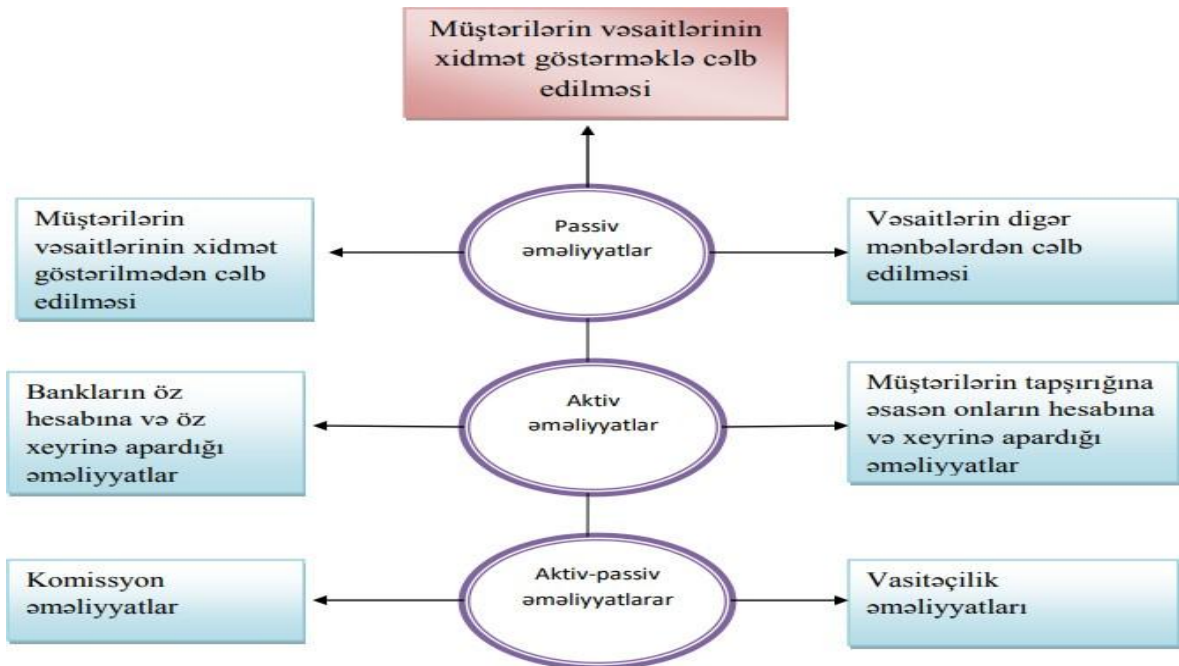 Müştərilərin vəsaitlərinin
xidmət göstərməklə cəlb
edilməsi
Müştərilərin
vəsaitlərinin xidmət
göstərilmədən cəlb
edilməsi
Passiv
əməliyyatlar
Vəsaitlərin digər
mənbələrdən cəlb
edilməsi
Bankların öz
hesabına və öz
xeyrinə apardığı
əməliyyatlar
Aktiv
əməliyyatlar
Müştərilərin tapşırığına
əsasən onların hesabına
və xeyrinə apardığı
əməliyyatlar
Komissyon
əməliyyatlar
Aktiv-passiv
əməliyyatlarar
Vasitəçilik
əməliyyatları